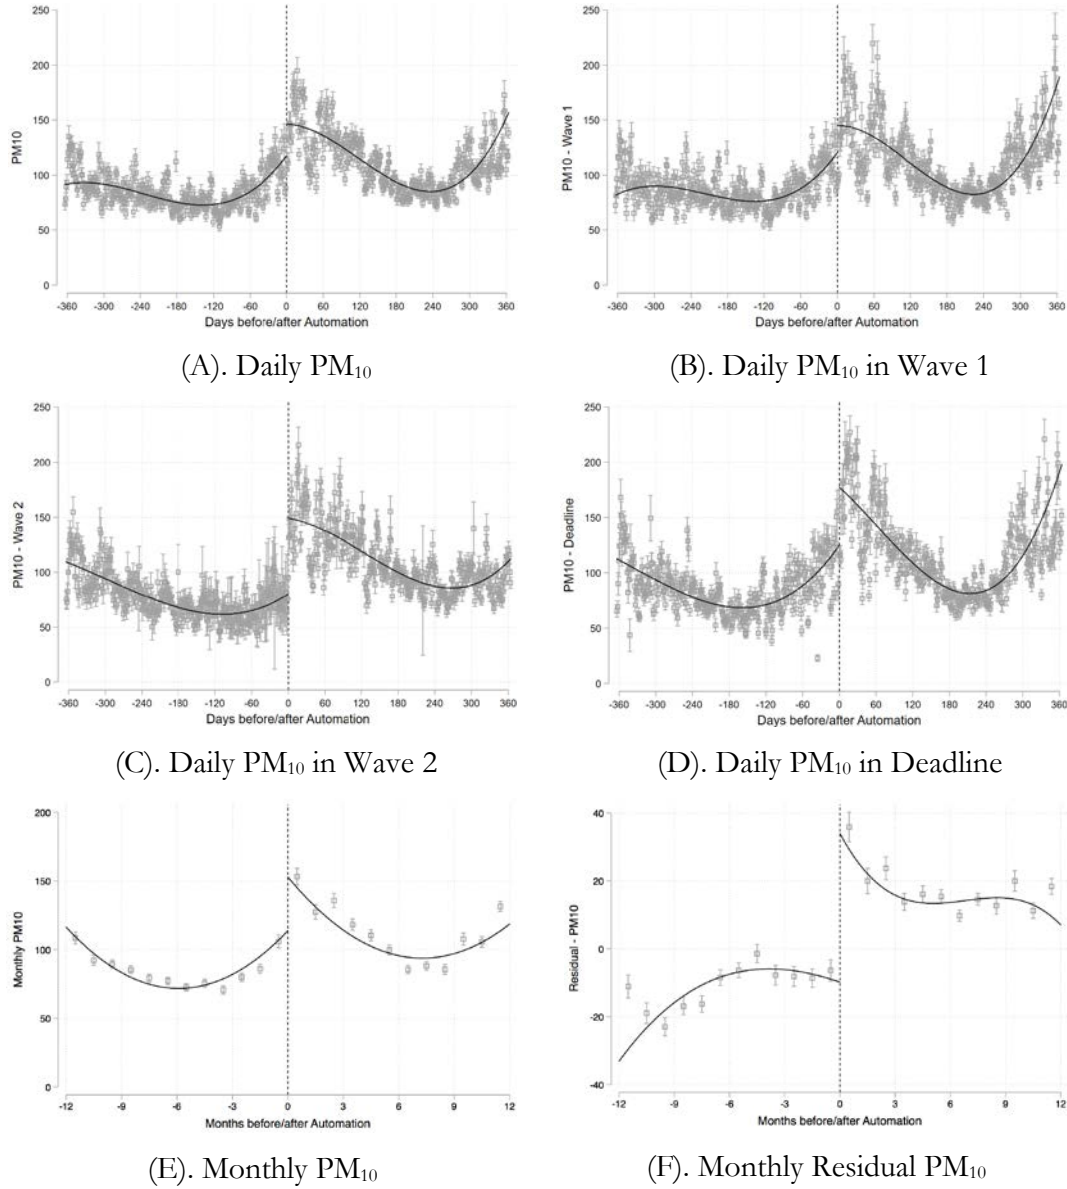 250
200
150
100
50
0
PM10
-360 -300 -240 -180 -120 -60 0 60 120 180 240 300 360
Days before/after Automation
(A). Daily PM₁₀
250
200
150
100
50
0
PM10 - Wave 1
-360 -300 -240 -180 -120 -60 0 60 120 180 240 300 360
Days before/after Automation
(B). Daily PM₁₀ in Wave 1
250
200
150
100
50
0
PM10 - Wave 2
-360 -300 -240 -180 -120 -60 0 60 120 180 240 300 360
Days before/after Automation
(C). Daily PM₁₀ in Wave 2
250
200
150
100
50
0
PM10 - Deadline
-360 -300 -240 -180 -120 -60 0 60 120 180 240 300 360
Days before/after Automation
(D). Daily PM₁₀ in Deadline
200
150
100
50
0
Monthly PM10
-12 -9 -6 -3 0 3 6 9 12
Months before/after Automation
(E). Monthly PM₁₀
40
20
0
-20
-40
Residual - PM10
-12 -9 -6 -3 0 3 6 9 12
Months before/after Automation
(F). Monthly Residual PM₁₀